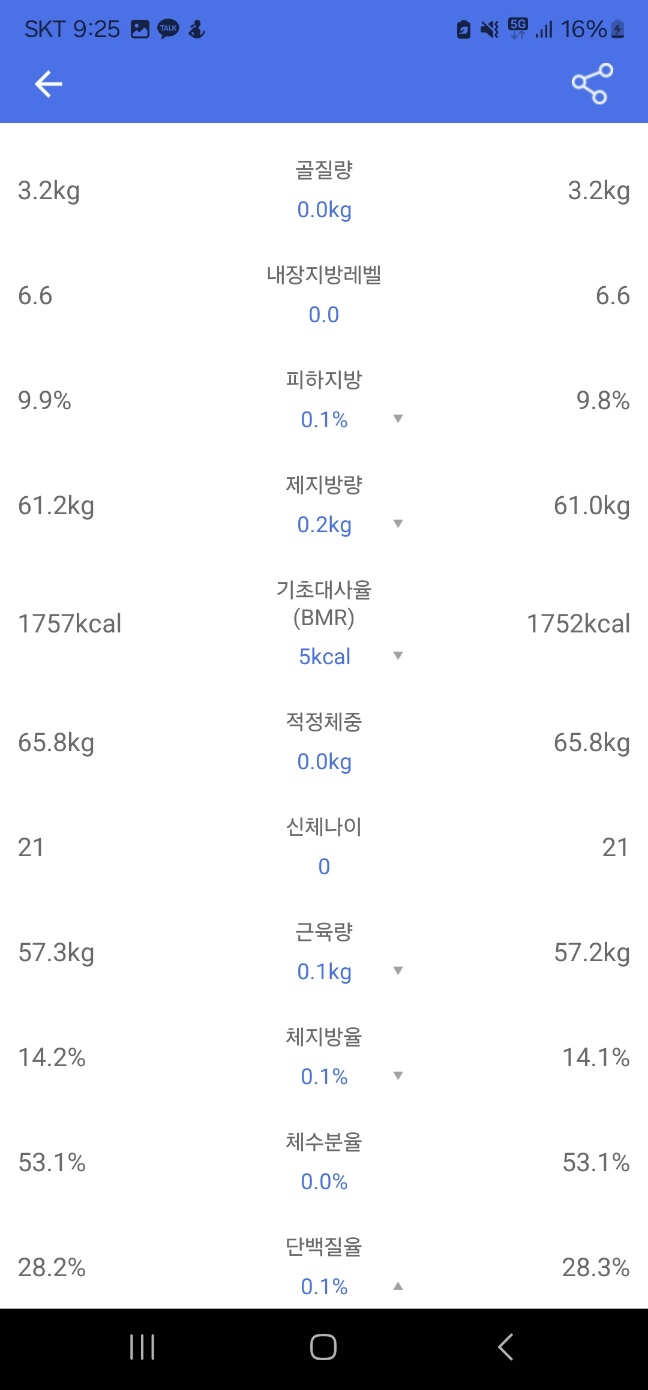 SKT 9:25 TALK 5G 16%
골질량
3.2kg 0.0kg 3.2kg
내장지방레벨
6.6 0.0 6.6
피하지방
9.9% 0.1% 9.8%
제지방량
61.2kg 0.2kg 61.0kg
기초대사율
(BMR)
1757kcal 5kcal 1752kcal
적정체중
65.8kg 0.0kg 65.8kg
신체나이
21 0 21
근육량
57.3kg 0.1kg 57.2kg
체지방율
14.2% 0.1% 14.1%
체수분율
53.1% 0.0% 53.1%
단백질율
28.2% 0.1% 28.3%